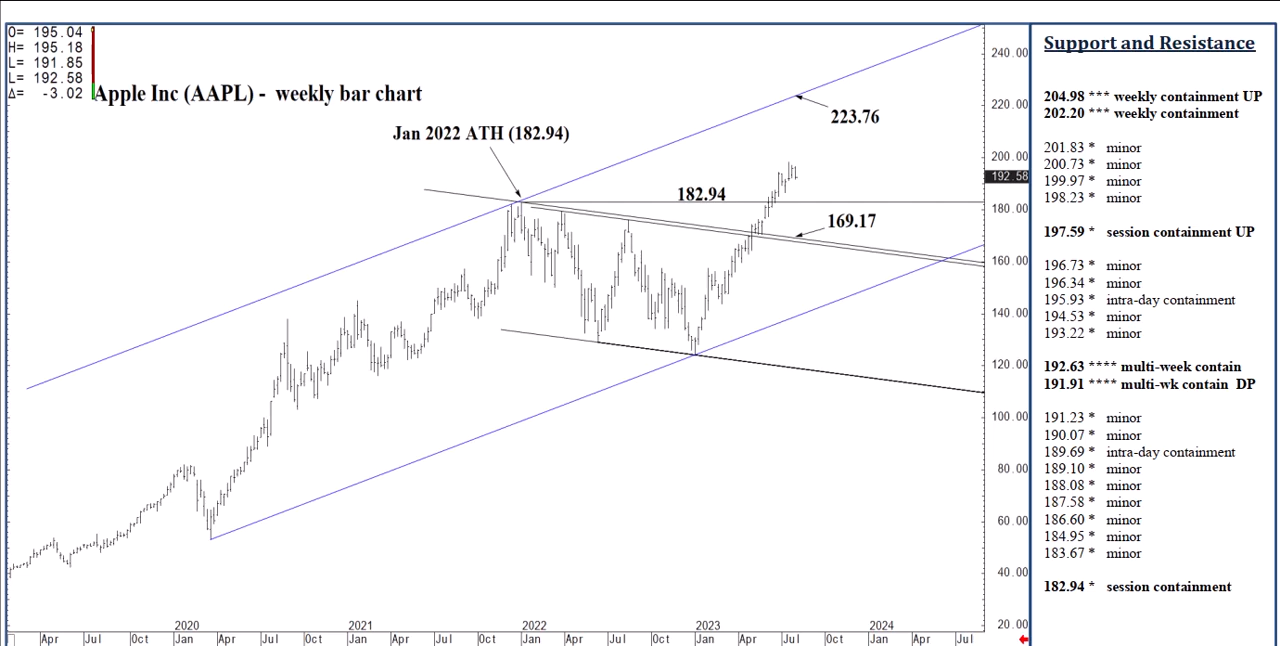 O= 195.04
H= 195.18
L= 191.85
L= 192.58
Δ= -3.02
Apple Inc (AAPL) - weekly bar chart
Jan 2022 ATH (182.94)
223.76
182.94
169.17
240.00
220.00
200.00
192.58
180.00
160.00
140.00
120.00
100.00
80.00
60.00
40.00
20.00
2020 2021 2022 2023 2024
Apr Jul Oct Jan Apr Jul Oct Jan Apr Jul Oct Jan Apr Jul Oct Jan Apr Jul Oct Jan Apr Jul
Support and Resistance
204.98 *** weekly containment UP
202.20 *** weekly containment
201.83 * minor
200.73 * minor
199.97 * minor
198.23 * minor
197.59 * session containment UP
196.73 * minor
196.34 * minor
195.93 * intra-day containment
194.53 * minor
193.22 * minor
192.63 **** multi-week contain
191.91 **** multi-wk contain DP
191.23 * minor
190.07 * minor
189.69 * intra-day containment
189.10 * minor
188.08 * minor
187.58 * minor
186.60 * minor
184.95 * minor
183.67 * minor
182.94 * session containment